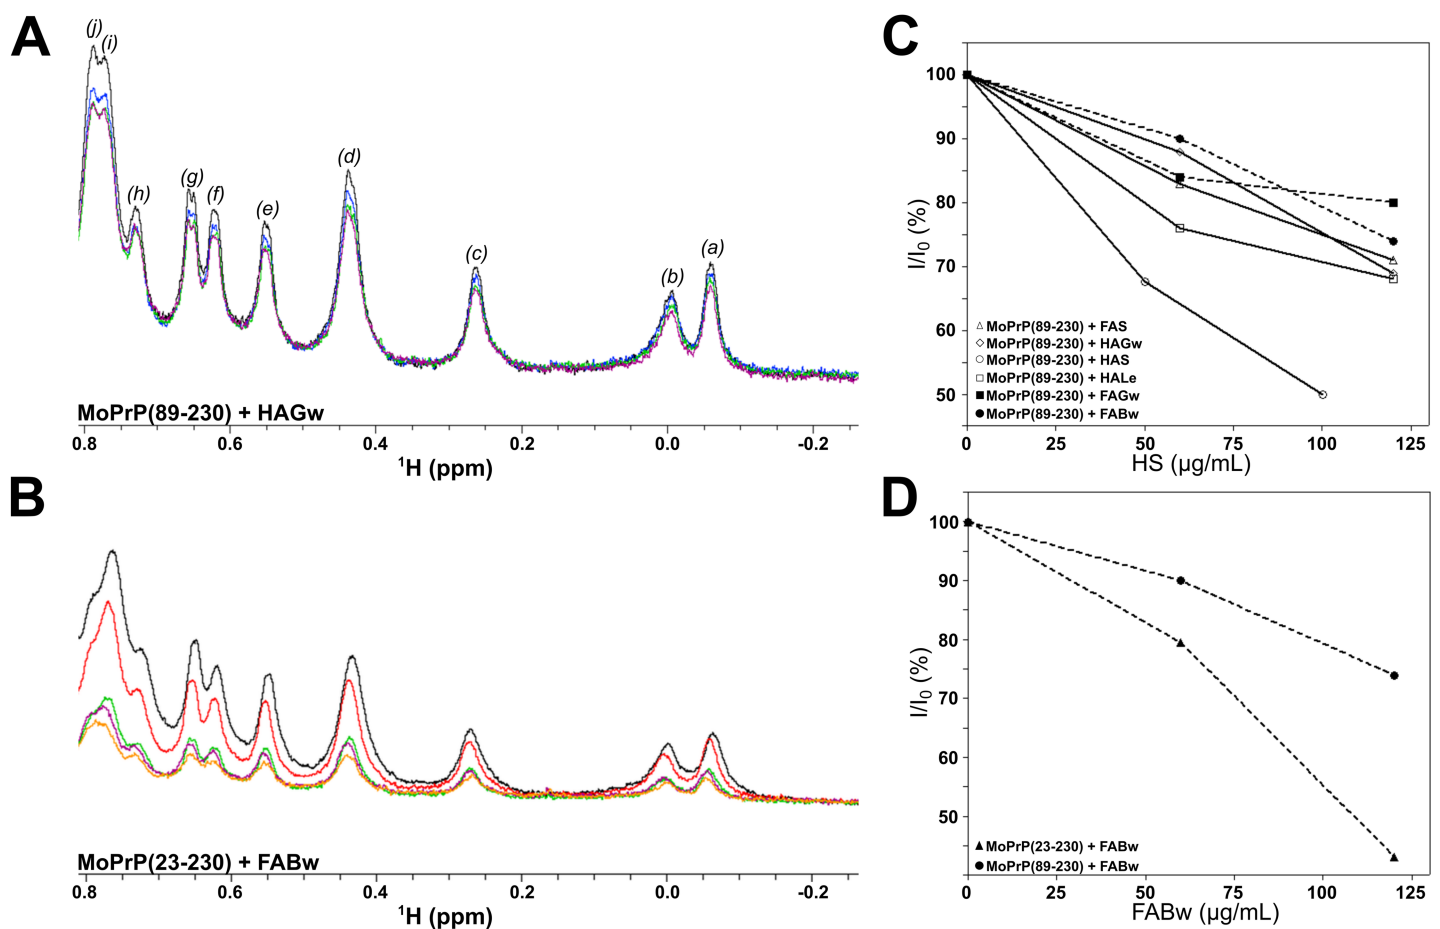 A
(j)
(i)
(h)
(g)
(f)
(e)
(d)
(c)
(b)
(a)
MoPrP(89-230) + HAGw
0.8 0.6 0.4 0.2 0.0 -0.2
¹H (ppm)
B
MoPrP(23-230) + FABw
0.8 0.6 0.4 0.2 0.0 -0.2
¹H (ppm)
C
100
90
80
70
60
50
I/I₀ (%)
MoPrP(89-230) + FAS
MoPrP(89-230) + HAGw
MoPrP(89-230) + HAS
MoPrP(89-230) + HALe
MoPrP(89-230) + FAGw
MoPrP(89-230) + FABw
0 25 50 75 100 125
HS (µg/mL)
D
100
90
80
70
60
50
I/I₀ (%)
MoPrP(23-230) + FABw
MoPrP(89-230) + FABw
0 25 50 75 100 125
FABw (µg/mL)